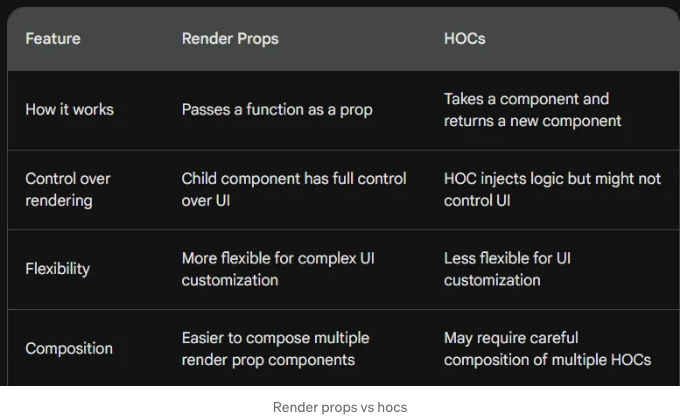 Feature Render Props HOCs
How it works Passes a function as a prop Takes a component and
returns a new component
Control over
rendering Child component has full control
over UI HOC injects logic but might not
control UI
Flexibility More flexible for complex UI
customization Less flexible for UI
customization
Composition Easier to compose multiple
render prop components May require careful
composition of multiple HOCs
Render props vs hocs